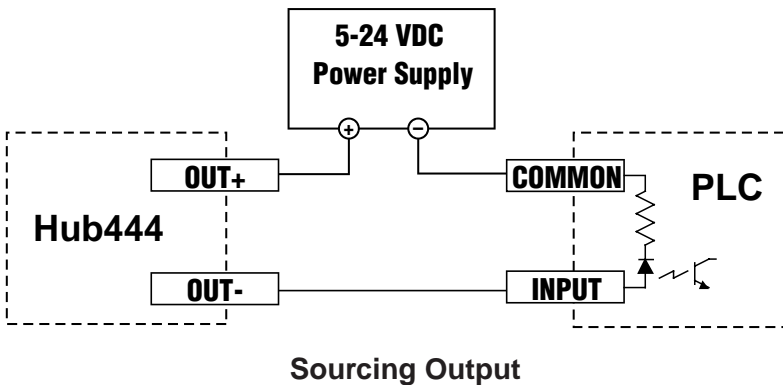 5-24 VDC
Power Supply
+ −
OUT+
COMMON
PLC
Hub444
OUT-
INPUT
Sourcing Output